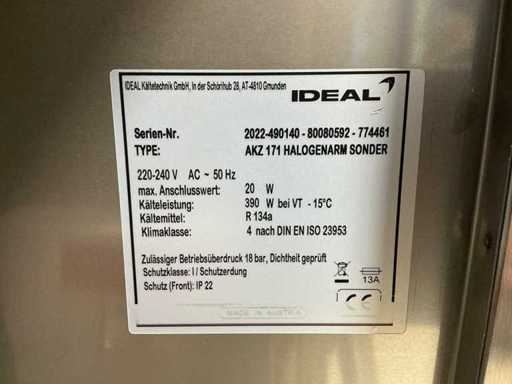 IDEAL Kältetechnik GmbH, in der Schörihub 28, AT-4810 Gmunden
IDEAL
Serien-Nr. 2022-490140 - 80080592 - 774461
TYPE: AKZ 171 HALOGENARM SONDER
220-240 V AC ~ 50 Hz
max. Anschlusswert: 20 W
Kälteleistung: 390 W bei VT - 15°C
Kältemittel: R 134a
Klimaklasse: 4 nach DIN EN ISO 23953
Zulässiger Betriebsüberdruck 18 bar, Dichtheit geprüft
Schutzklasse: I / Schutzerdung
Schutz (Front): IP 22
13A
CE
MADE IN AUSTRIA